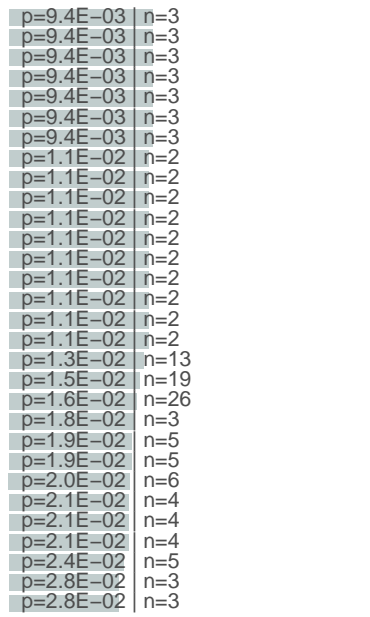 p=9.4E−03 | n=3
p=9.4E−03 | n=3
p=9.4E−03 | n=3
p=9.4E−03 | n=3
p=9.4E−03 | n=3
p=9.4E−03 | n=3
p=9.4E−03 | n=3
p=1.1E−02 | n=2
p=1.1E−02 | n=2
p=1.1E−02 | n=2
p=1.1E−02 | n=2
p=1.1E−02 | n=2
p=1.1E−02 | n=2
p=1.1E−02 | n=2
p=1.1E−02 | n=2
p=1.1E−02 | n=2
p=1.1E−02 | n=2
p=1.3E−02 | n=13
p=1.5E−02 | n=19
p=1.6E−02 | n=26
p=1.8E−02 | n=3
p=1.9E−02 | n=5
p=1.9E−02 | n=5
p=2.0E−02 | n=6
p=2.1E−02 | n=4
p=2.1E−02 | n=4
p=2.1E−02 | n=4
p=2.4E−02 | n=5
p=2.8E−02 | n=3
p=2.8E−02 | n=3